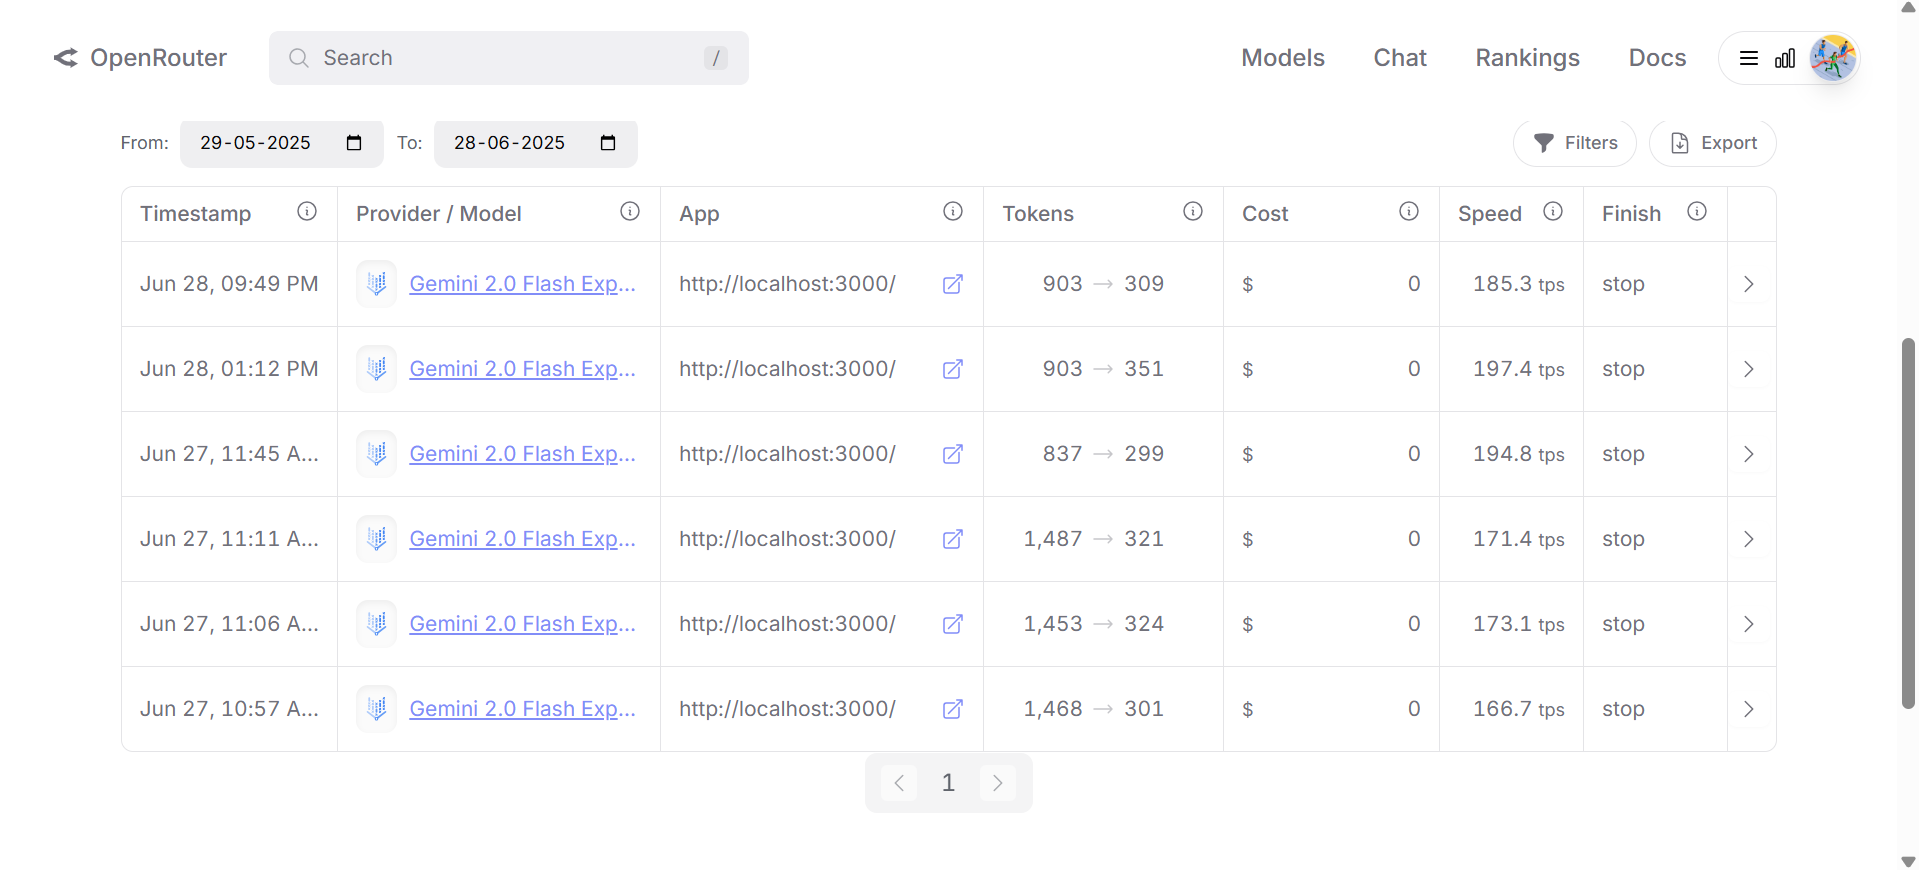 OpenRouter Search / Models Chat Rankings Docs
From: 29-05-2025 To: 28-06-2025 Filters Export
Timestamp Provider / Model App Tokens Cost Speed Finish
Jun 28, 09:49 PM Gemini 2.0 Flash Exp... http://localhost:3000/ 903 → 309 $ 0 185.3 tps stop
Jun 28, 01:12 PM Gemini 2.0 Flash Exp... http://localhost:3000/ 903 → 351 $ 0 197.4 tps stop
Jun 27, 11:45 A... Gemini 2.0 Flash Exp... http://localhost:3000/ 837 → 299 $ 0 194.8 tps stop
Jun 27, 11:11 A... Gemini 2.0 Flash Exp... http://localhost:3000/ 1,487 → 321 $ 0 171.4 tps stop
Jun 27, 11:06 A... Gemini 2.0 Flash Exp... http://localhost:3000/ 1,453 → 324 $ 0 173.1 tps stop
Jun 27, 10:57 A... Gemini 2.0 Flash Exp... http://localhost:3000/ 1,468 → 301 $ 0 166.7 tps stop
1